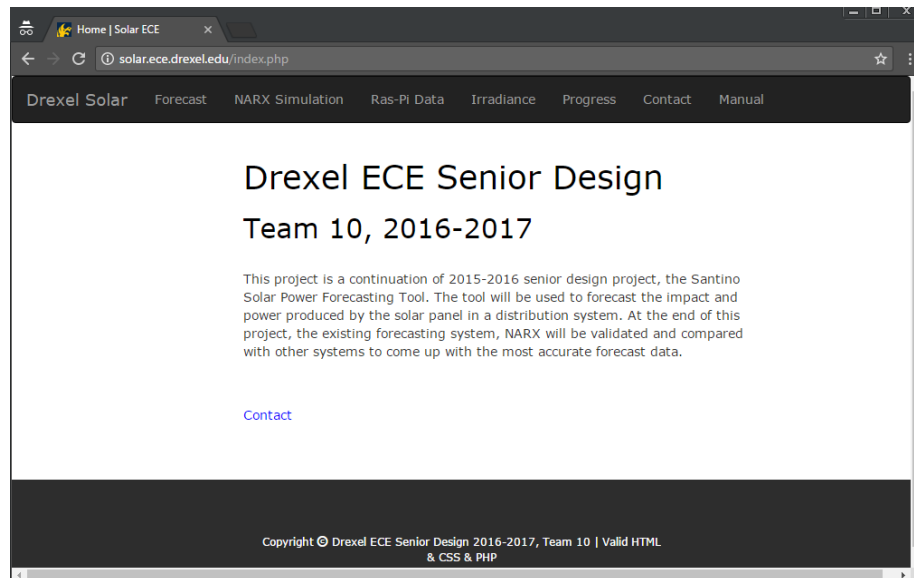 Home | Solar ECE
solar.ece.drexel.edu/index.php
Drexel Solar Forecast NARX Simulation Ras-Pi Data Irradiance Progress Contact Manual
Drexel ECE Senior Design
Team 10, 2016-2017
This project is a continuation of 2015-2016 senior design project, the Santino
Solar Power Forecasting Tool. The tool will be used to forecast the impact and
power produced by the solar panel in a distribution system. At the end of this
project, the existing forecasting system, NARX will be validated and compared
with other systems to come up with the most accurate forecast data.
Contact
Copyright © Drexel ECE Senior Design 2016-2017, Team 10 | Valid HTML
& CSS & PHP